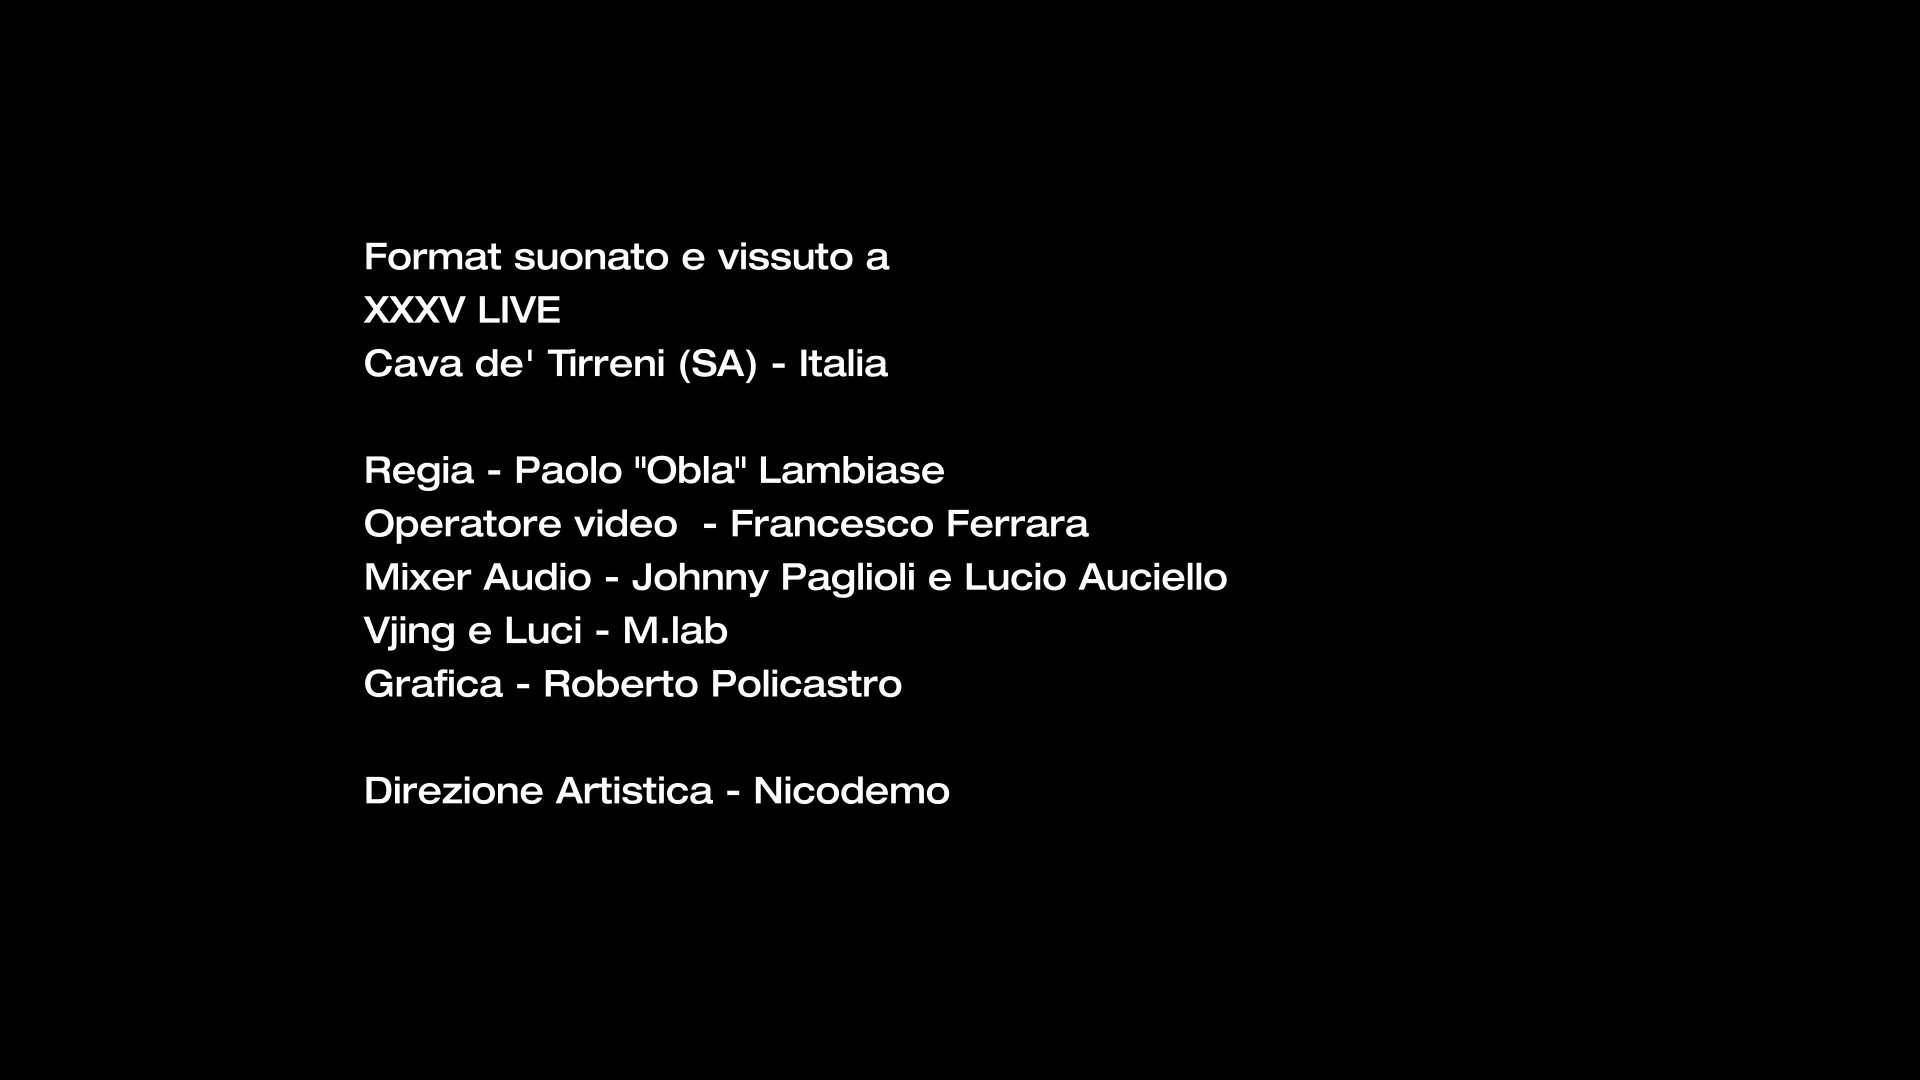 Format suonato e vissuto a
XXXV LIVE
Cava de' Tirreni (SA) - Italia
Regia - Paolo "Obla" Lambiase
Operatore video  - Francesco Ferrara
Mixer Audio - Johnny Paglioli e Lucio Auciello
Vjing e Luci - M.lab
Grafica - Roberto Policastro
Direzione Artistica - Nicodemo